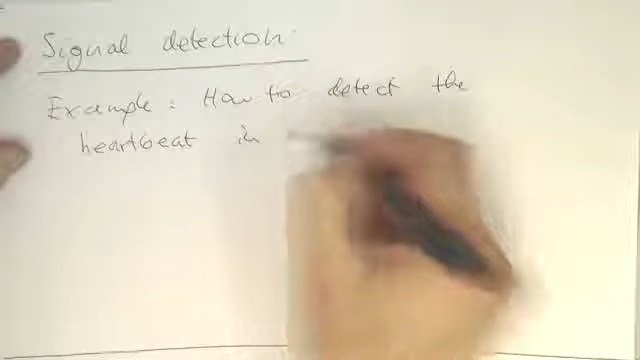 Signal detection
Example: How to detect the
heartbeat in